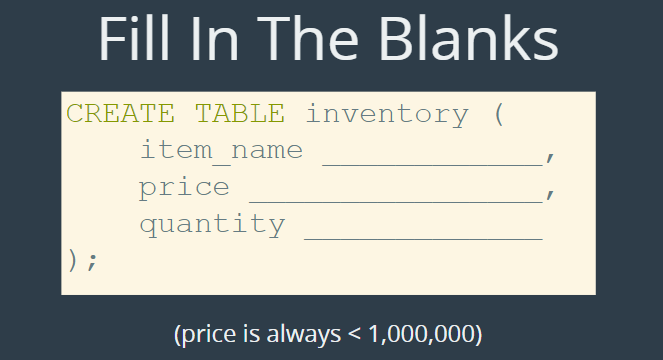 Fill In The Blanks
CREATE TABLE inventory (
item_name ____________,
price ________________,
quantity _____________
);
(price is always < 1,000,000)